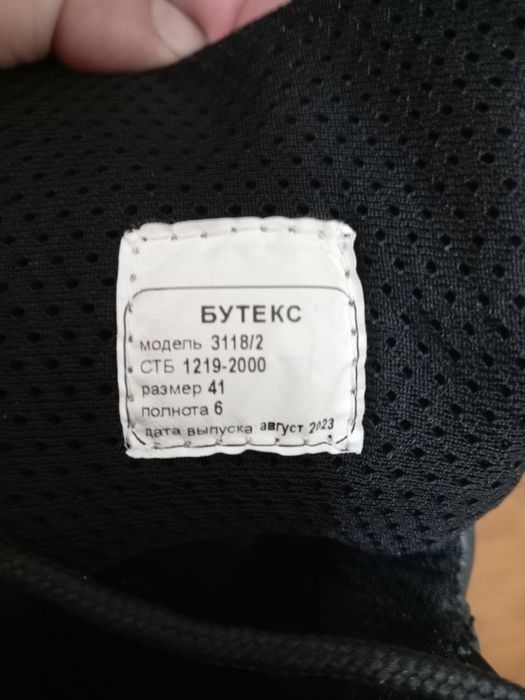 БУТЕКС
модель 3118/2
СТБ 1219-2000
размер 41
полнота 6
дата выпуска август 2023